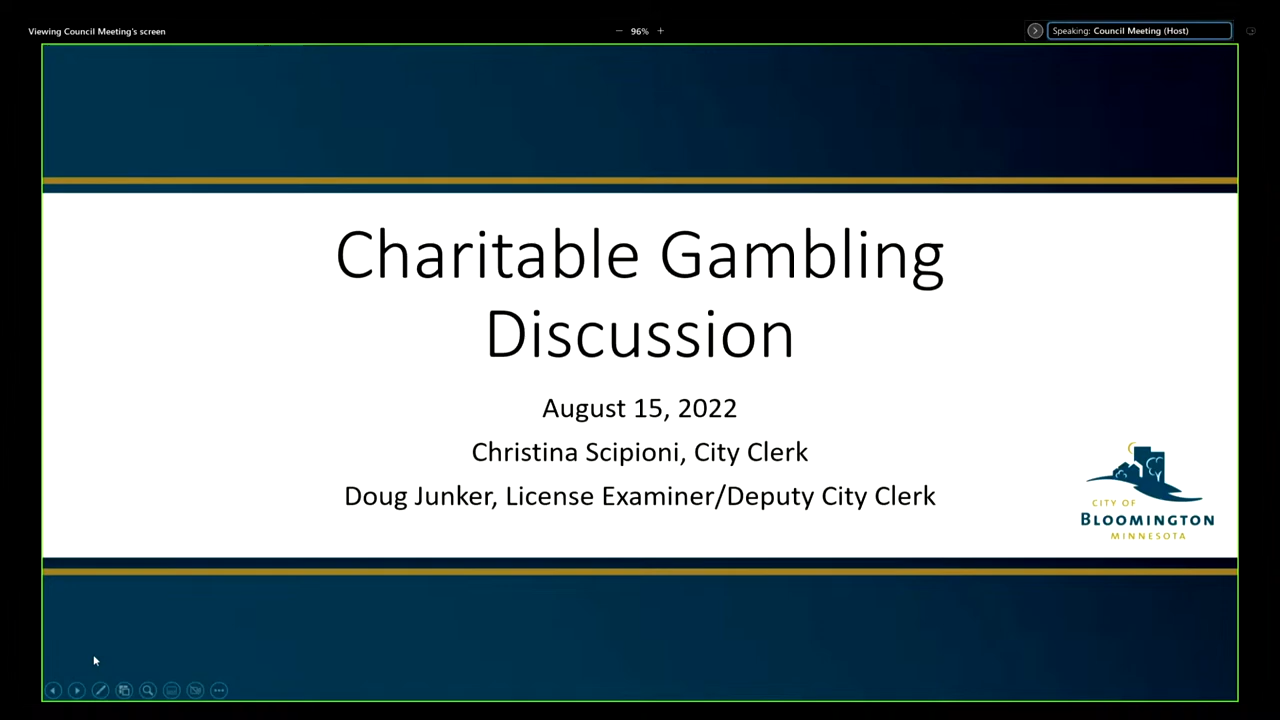 Viewing Council Meeting's screen
96%
Speaking: Council Meeting (Host)
Charitable Gambling
Discussion
August 15, 2022
Christina Scipioni, City Clerk
Doug Junker, License Examiner/Deputy City Clerk
CITY OF
BLOOMINGTON
MINNESOTA